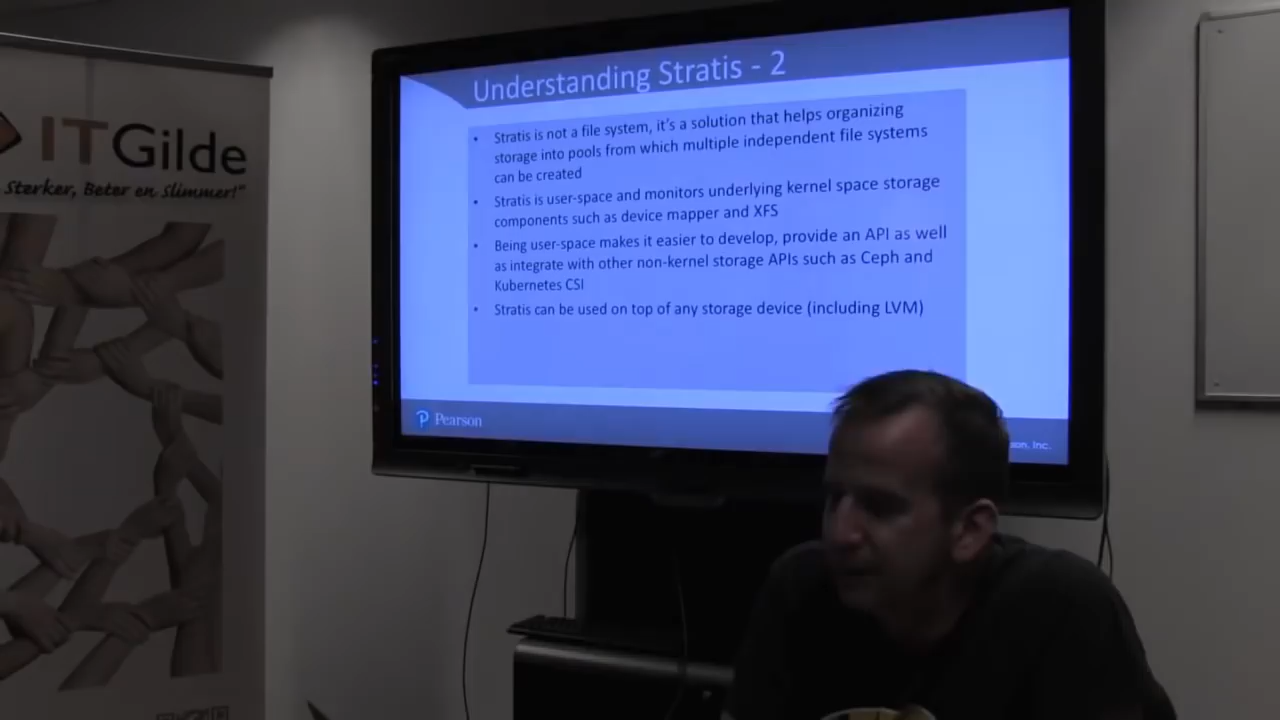 ITGilde
Sterker, Beter en slimmer!"
Understanding Stratis - 2
• Stratis is not a file system, it's a solution that helps organizing
storage into pools from which multiple independent file systems
can be created
• Stratis is user-space and monitors underlying kernel space storage
components such as device mapper and XFS
• Being user-space makes it easier to develop, provide an API as well
as integrate with other non-kernel storage APIs such as Ceph and
Kubernetes CSI
• Stratis can be used on top of any storage device (including LVM)
Pearson
Inc.